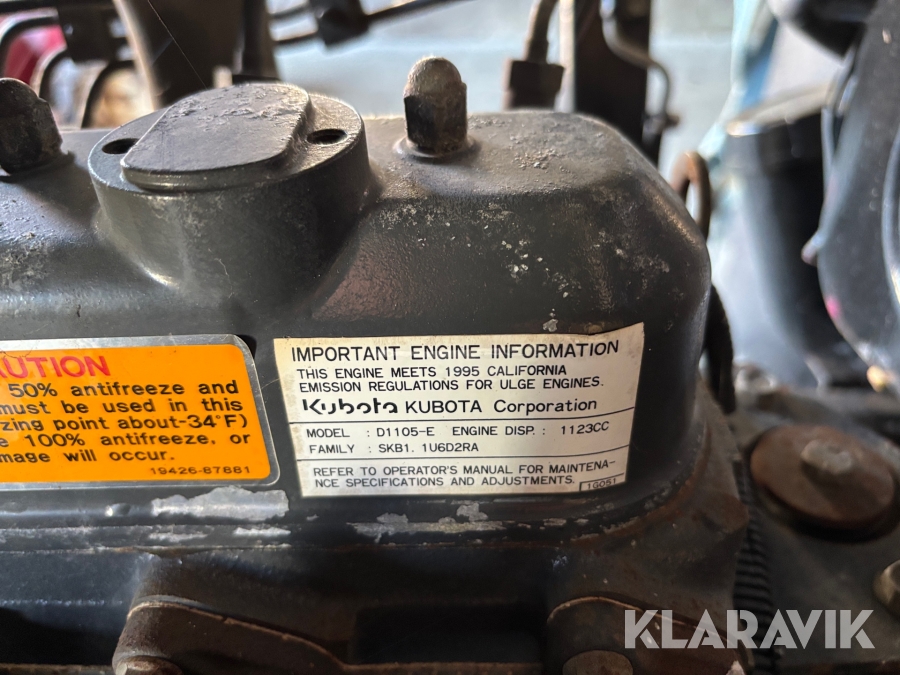 AUTION
50% antifreeze and
must be used in this
zing point about-34°F)
e 100% antifreeze, or
mage will occur.
19426-87881
IMPORTANT ENGINE INFORMATION
THIS ENGINE MEETS 1995 CALIFORNIA
EMISSION REGULATIONS FOR ULGE ENGINES.
Kubota KUBOTA Corporation
MODEL : D1105-E ENGINE DISP. : 1123CC
FAMILY : SKB1. 1U6D2RA
REFER TO OPERATOR'S MANUAL FOR MAINTENA-
NCE SPECIFICATIONS AND ADJUSTMENTS.
1G051
KLARAVIK